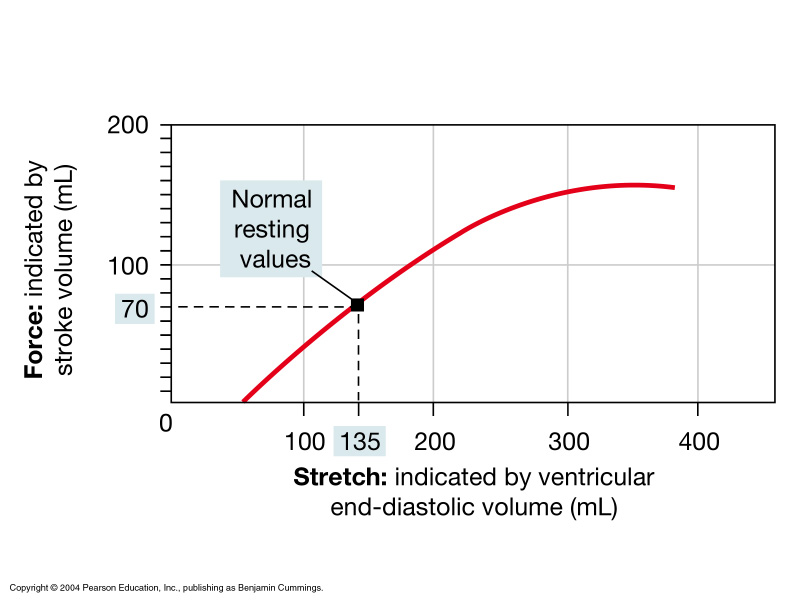 200
Force: indicated by
stroke volume (mL)
Normal
resting
values
100
70
0
100 135 200 300 400
Stretch: indicated by ventricular
end-diastolic volume (mL)
Copyright © 2004 Pearson Education, Inc., publishing as Benjamin Cummings.